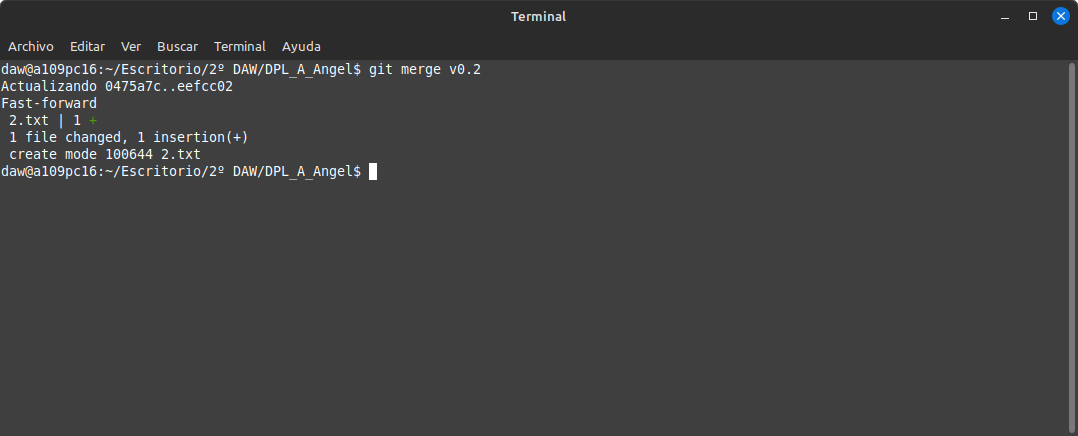 Terminal
Archivo Editar Ver Buscar Terminal Ayuda
daw@a109pc16:~/Escritorio/2º DAW/DPL_A_Angel$ git merge v0.2
Actualizando 0475a7c..eefcc02
Fast-forward
 2.txt | 1 +
 1 file changed, 1 insertion(+)
 create mode 100644 2.txt
daw@a109pc16:~/Escritorio/2º DAW/DPL_A_Angel$